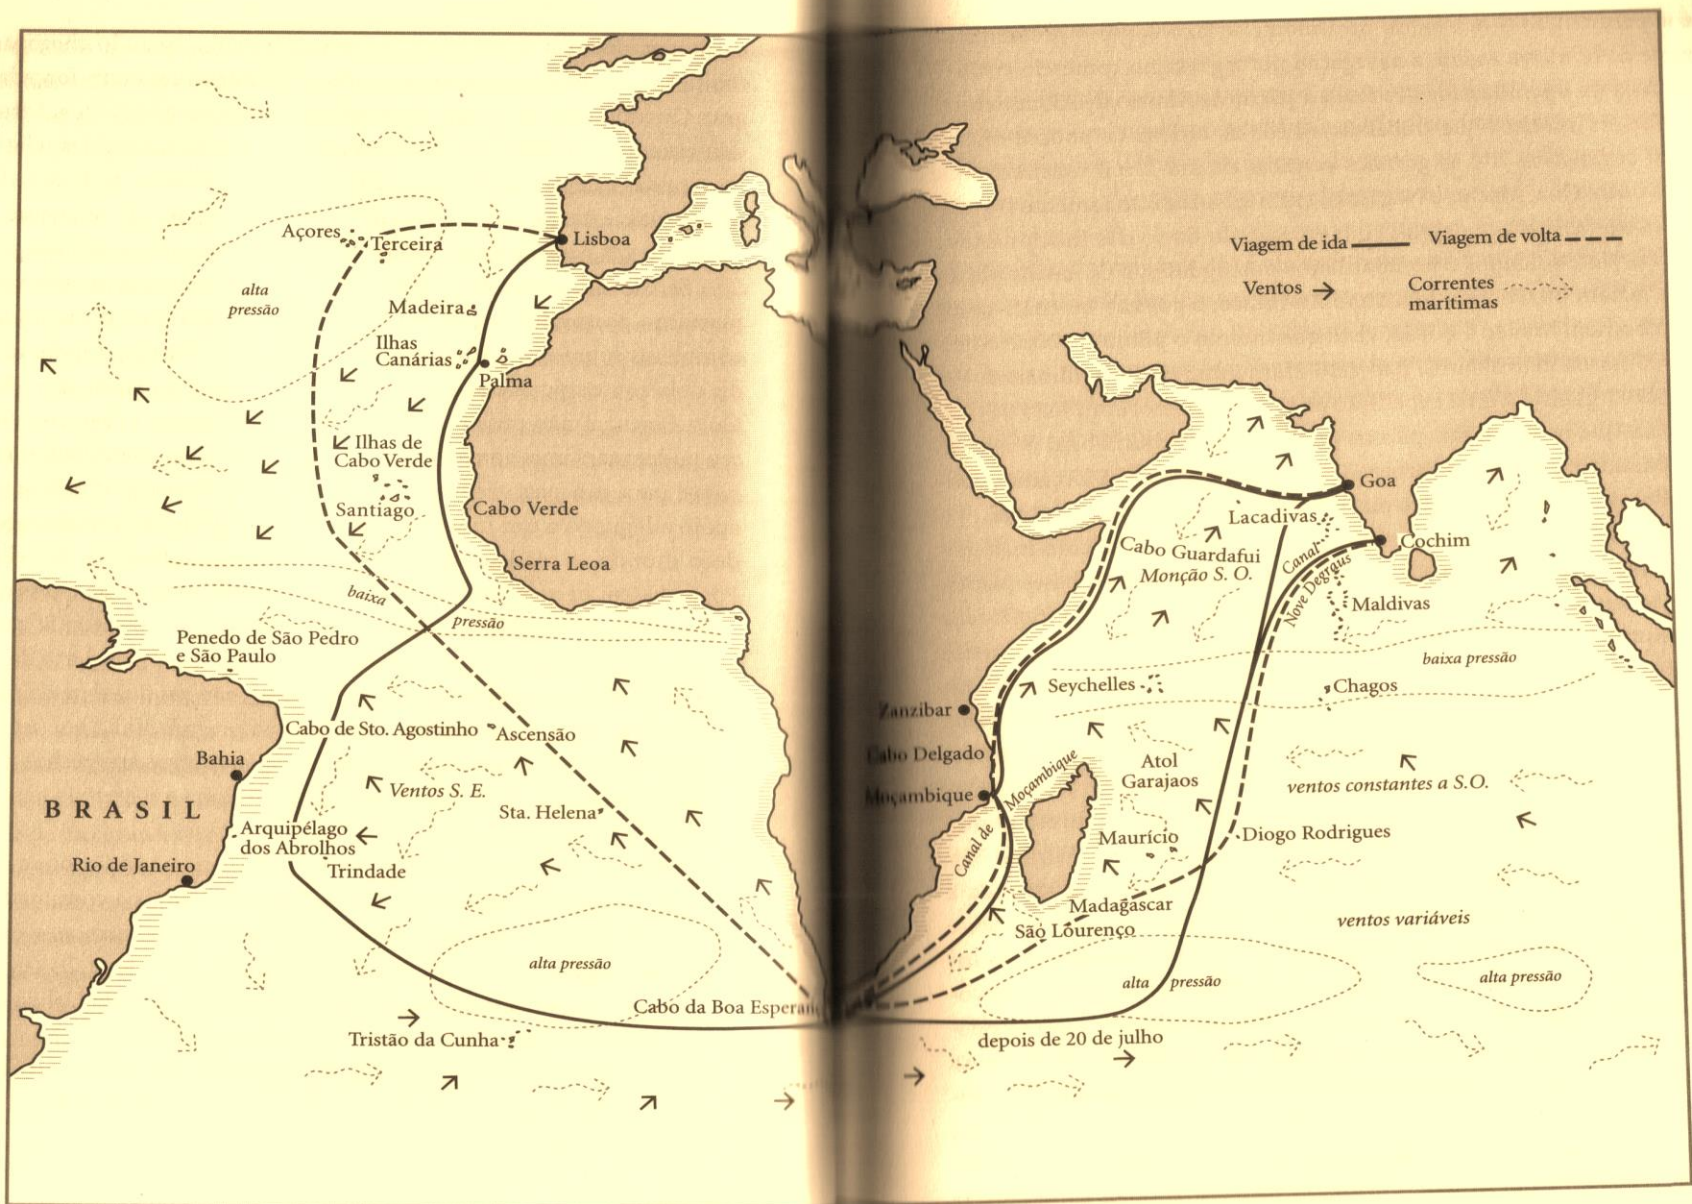 Açores
Terceira
Lisboa
alta
pressão
Madeira
Ilhas
Canárias
Palma
Ilhas de
Cabo Verde
Santiago
Cabo Verde
Serra Leoa
baixa
pressão
Penedo de São Pedro
e São Paulo
Cabo de Sto. Agostinho
Ascensão
Bahia
BRASIL
Ventos S. E.
Sta. Helena
Arquipélago
dos Abrolhos
Rio de Janeiro
Trindade
alta pressão
Cabo da Boa
Tristão da Cunha
Viagem de ida
Viagem de volta
Ventos
Correntes
marítimas
Goa
Lacadivas
Cochim
Cabo Guardafui
Monção S. O.
Canal
Nove Degraus
Maldivas
baixa pressão
Seychelles
Chagos
Zanzibar
Cabo Delgado
Moçambique
Canal de
Moçambique
Atol
Garajaos
ventos constantes a S.O.
Maurício
Diogo Rodrigues
Madagascar
São Lourenço
ventos variáveis
alta pressão
alta pressão
depois de 20 de julho